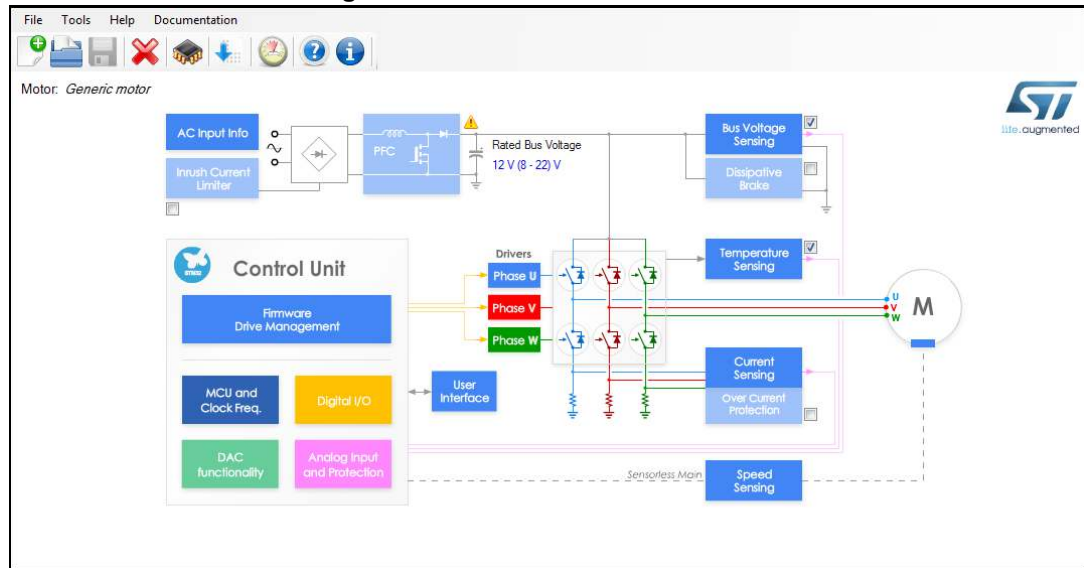 File Tools Help Documentation
Motor: Generic motor
ST
life.augmented
AC Input Info
Inrush Current
Limiter
PFC
Rated Bus Voltage
12 V (8 - 22) V
Bus Voltage
Sensing
Dissipative
Brake
STM32
Control Unit
Firmware
Drive Management
MCU and
Clock Freq.
Digital I/O
DAC
functionality
Analog Input
and Protection
Drivers
Phase U
Phase V
Phase W
User
Interface
Temperature
Sensing
Current
Sensing
Over Current
Protection
Sensorless Main
Speed
Sensing
U
V
W
M